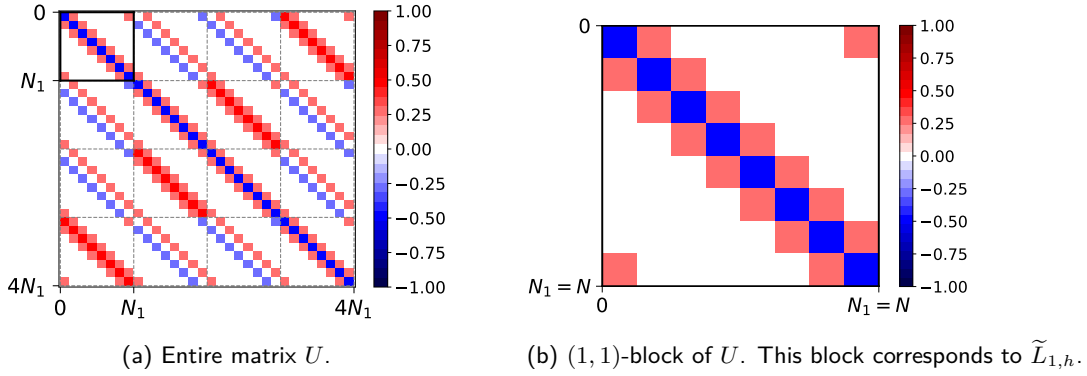 0
N₁
4N₁
0
N₁
4N₁
1.00
0.75
0.50
0.25
0.00
−0.25
−0.50
−0.75
−1.00
(a) Entire matrix U.
0
N₁ = N
0
N₁ = N
1.00
0.75
0.50
0.25
0.00
−0.25
−0.50
−0.75
−1.00
(b) (1, 1)-block of U. This block corresponds to L̃₁,ₕ.